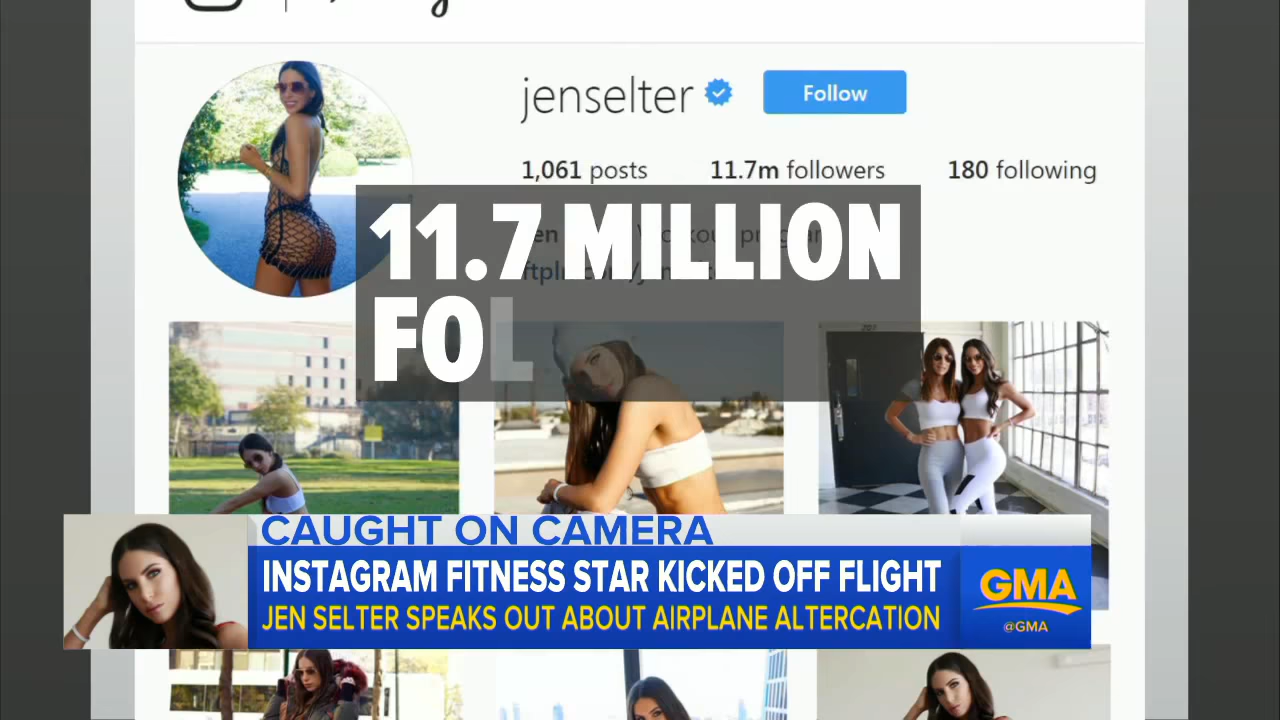 jenselter Follow
1,061 posts 11.7m followers 180 following
11.7 MILLION
FOL
CAUGHT ON CAMERA
INSTAGRAM FITNESS STAR KICKED OFF FLIGHT
JEN SELTER SPEAKS OUT ABOUT AIRPLANE ALTERCATION
GMA
@GMA